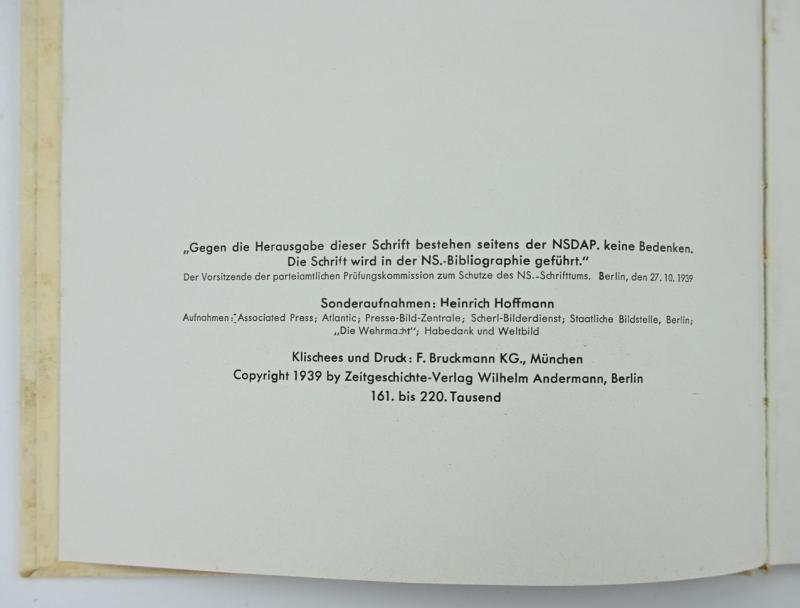 „Gegen die Herausgabe dieser Schrift bestehen seitens der NSDAP. keine Bedenken.
Die Schrift wird in der NS.-Bibliographie geführt.“
Der Vorsitzende der parteiamtlichen Prüfungskommission zum Schutze des NS.-Schrifttums. Berlin, den 27. 10. 1939
Sonderaufnahmen: Heinrich Hoffmann
Aufnahmen: Associated Press; Atlantic; Presse-Bild-Zentrale; Scherl-Bilderdienst; Staatliche Bildstelle, Berlin;
„Die Wehrmacht“; Habedank und Weltbild
Klischees und Druck: F. Bruckmann KG., München
Copyright 1939 by Zeitgeschichte-Verlag Wilhelm Andermann, Berlin
161. bis 220. Tausend